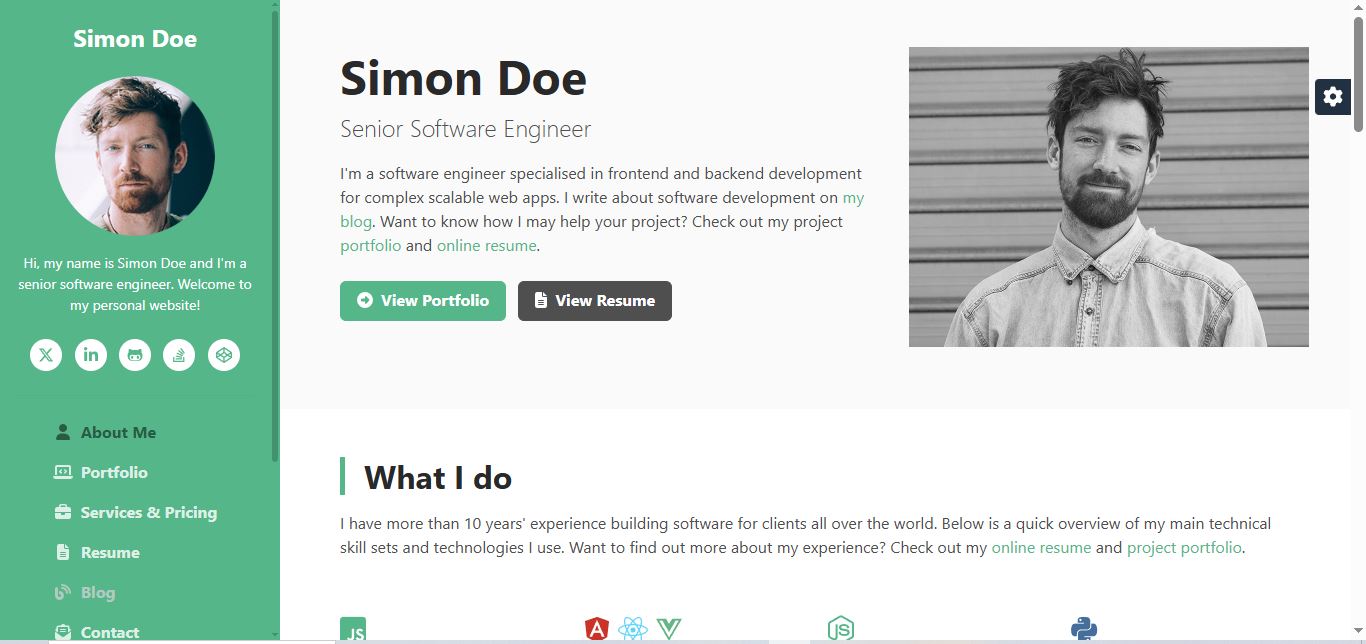 Simon Doe
Hi, my name is Simon Doe and I'm a
senior software engineer. Welcome to
my personal website!
About Me
Portfolio
Services & Pricing
Resume
Blog
Contact
Simon Doe
Senior Software Engineer
I'm a software engineer specialised in frontend and backend development
for complex scalable web apps. I write about software development on my
blog. Want to know how I may help your project? Check out my project
portfolio and online resume.
View Portfolio
View Resume
What I do
I have more than 10 years' experience building software for clients all over the world. Below is a quick overview of my main technical
skill sets and technologies I use. Want to find out more about my experience? Check out my online resume and project portfolio.
JS